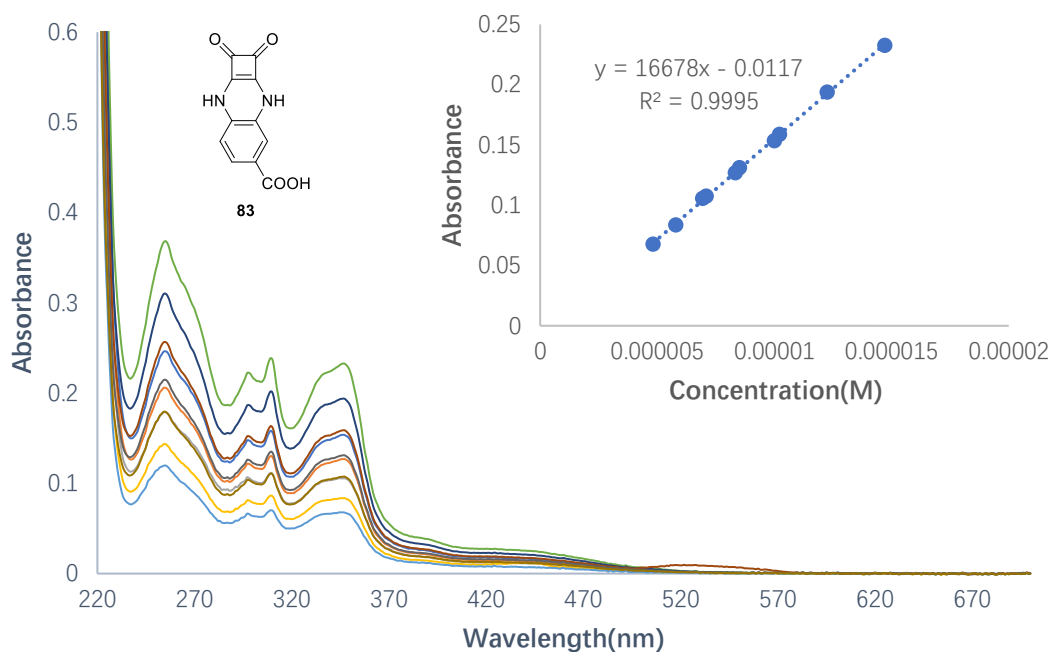 0.6
0.5
0.4
0.3
0.2
0.1
0
Absorbance
220 270 320 370 420 470 520 570 620 670
Wavelength(nm)
O O
HN NH
COOH
83
0.25
0.2
0.15
0.1
0.05
0
Absorbance
y = 16678x - 0.0117
R² = 0.9995
0 0.000005 0.00001 0.000015 0.00002
Concentration(M)